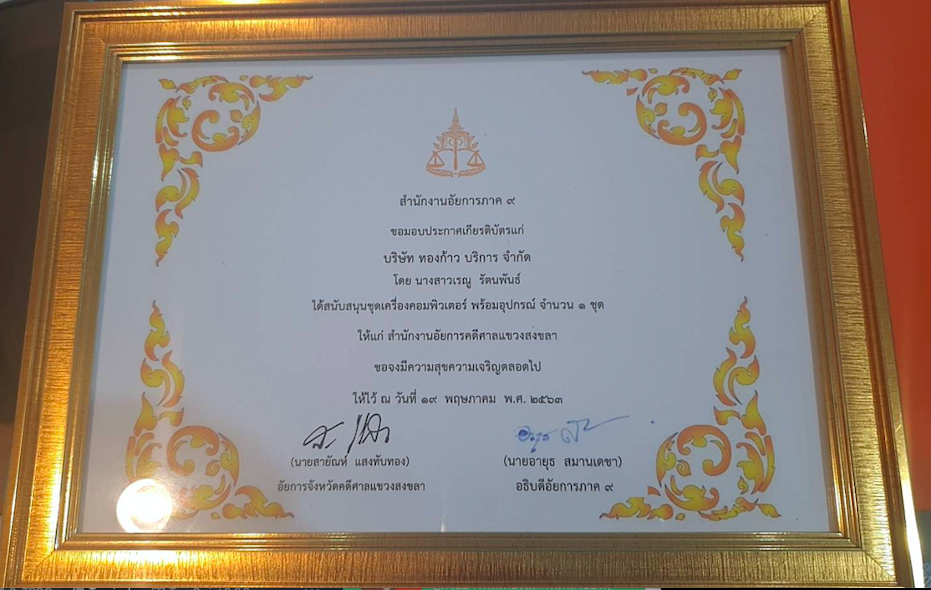 สำนักงานอัยการภาค ๙
ขอมอบประกาศเกียรติบัตรแก่
บริษัท ทองก้าว บริการ จำกัด
โดย นางสาวเรณู รัตนพันธ์
ได้สนับสนุนชุดเครื่องคอมพิวเตอร์ พร้อมอุปกรณ์ จำนวน ๑ ชุด
ให้แก่ สำนักงานอัยการคดีศาลแขวงสงขลา
ขอจงมีความสุขความเจริญตลอดไป
ให้ไว้ ณ วันที่ ๑๙ พฤษภาคม พ.ศ. ๒๕๖๓
(นายสายัณห์ แสงทับทอง)
อัยการจังหวัดคดีศาลแขวงสงขลา
(นายอายุธ สมานเดชา)
อธิบดีอัยการภาค ๙